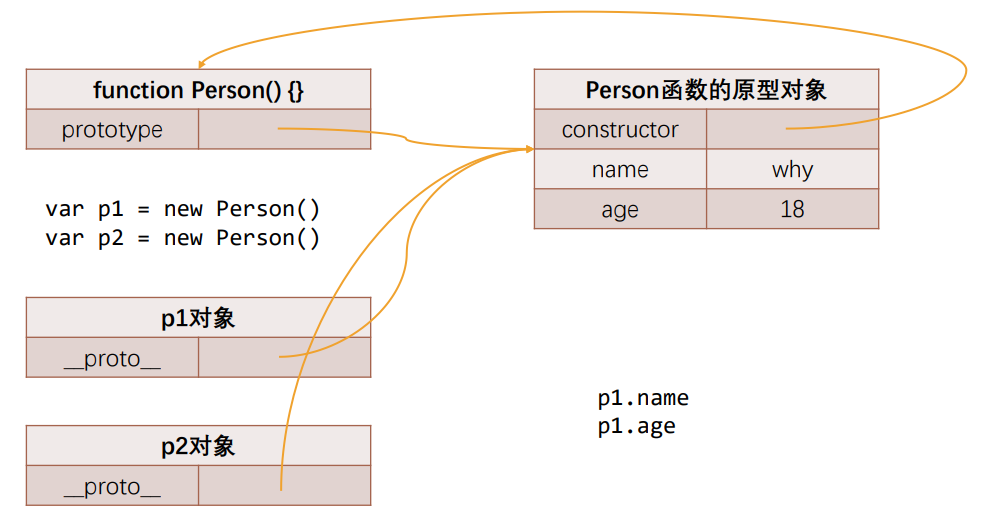 function Person() {}
prototype
Person函数的原型对象
constructor
name why
age 18
var p1 = new Person()
var p2 = new Person()
p1对象
__proto__
p2对象
__proto__
p1.name
p1.age